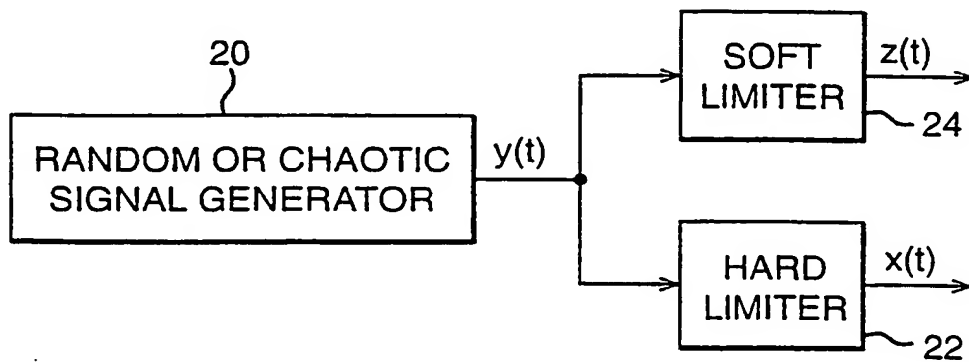 20
RANDOM OR CHAOTIC
SIGNAL GENERATOR
y(t)
SOFT
LIMITER
z(t)
24
HARD
LIMITER
x(t)
22